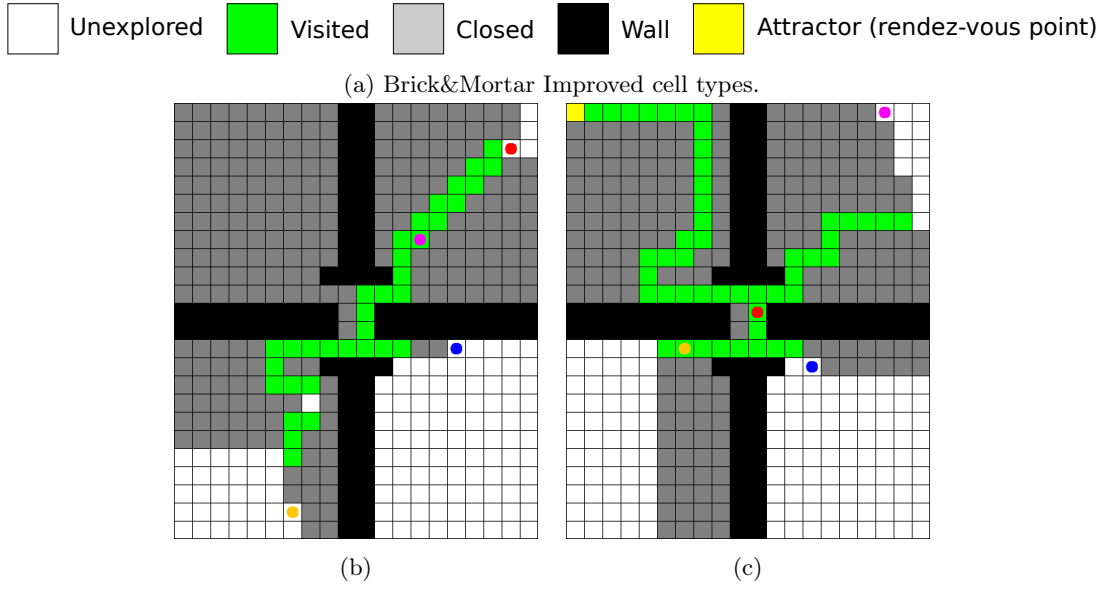 Unexplored Visited Closed Wall Attractor (rendez-vous point)
(a) Brick&Mortar Improved cell types.
(b) (c)